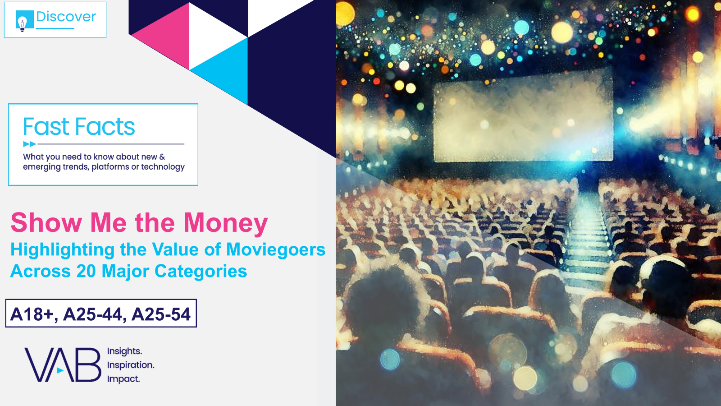 Discover
Fast Facts
What you need to know about new &
emerging trends, platforms or technology
Show Me the Money
Highlighting the Value of Moviegoers
Across 20 Major Categories
A18+, A25-44, A25-54
VAB
Insights.
Inspiration.
Impact.